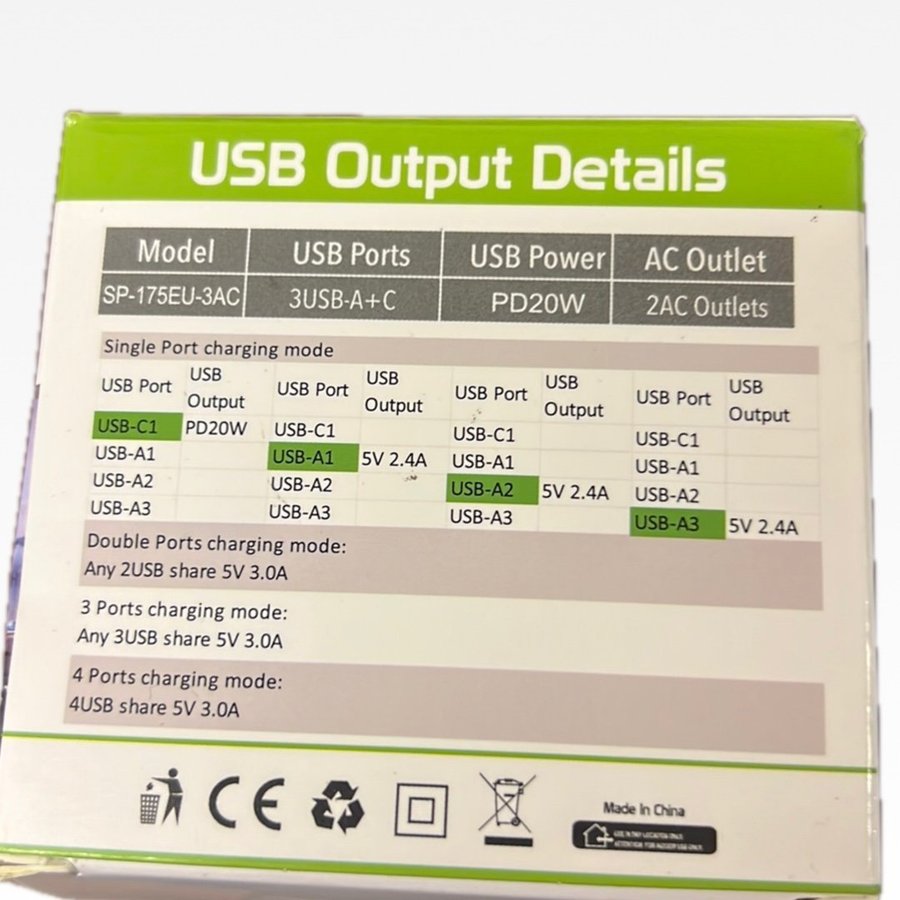 USB Output Details
Model USB Ports USB Power AC Outlet
SP-175EU-3AC 3USB-A+C PD20W 2AC Outlets
Single Port charging mode
USB Port USB Output USB Port USB Output USB Port USB Output USB Port USB Output
USB-C1 PD20W USB-C1 USB-C1 USB-C1
USB-A1 USB-A1 5V 2.4A USB-A1 USB-A1
USB-A2 USB-A2 USB-A2 5V 2.4A USB-A2
USB-A3 USB-A3 USB-A3 USB-A3 5V 2.4A
Double Ports charging mode:
Any 2USB share 5V 3.0A
3 Ports charging mode:
Any 3USB share 5V 3.0A
4 Ports charging mode:
4USB share 5V 3.0A
CE
Made In China